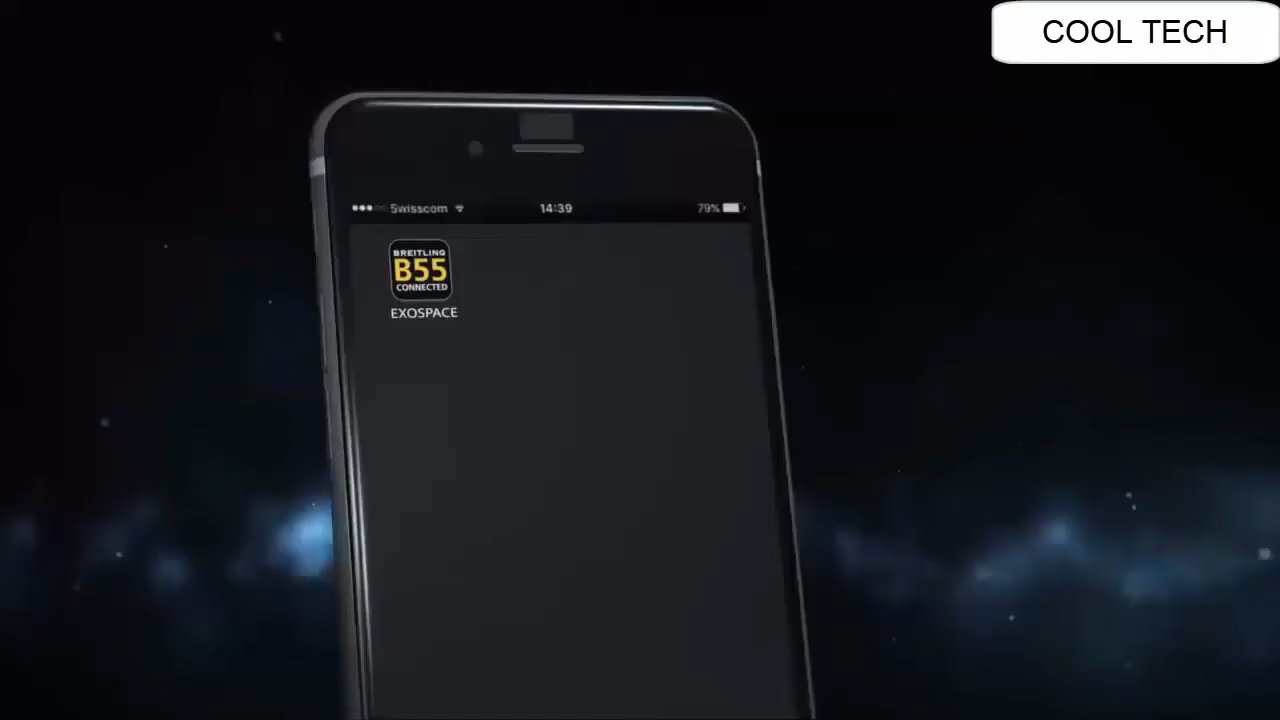 COOL TECH
Swisscom 14:39 79%
BREITLING
B55
CONNECTED
EXOSPACE